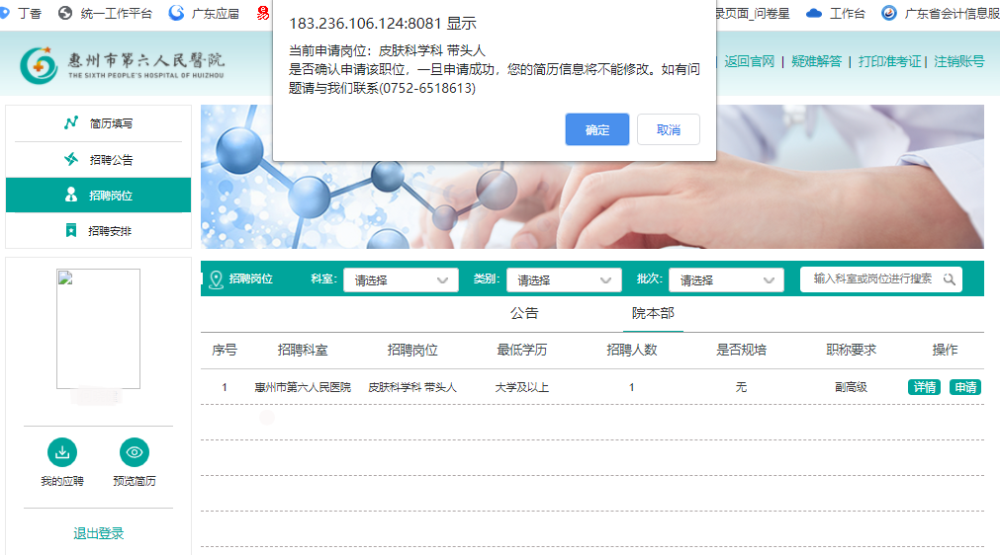 丁香 统一工作平台 广东应届 易
录页面_问卷星 工作台 广东省会计信息服
183.236.106.124:8081 显示
当前申请岗位：皮肤科学科 带头人
是否确认申请该职位，一旦申请成功，您的简历信息将不能修改。如有问
题请与我们联系(0752-6518613)
确定 取消
惠州市第六人民醫院
THE SIXTH PEOPLE'S HOSPITAL OF HUIZHOU
| 返回官网 | 疑难解答 | 打印准考证 | 注销账号
简历填写
招聘公告
招聘岗位
招聘安排
招聘岗位 科室: 请选择 类别: 请选择 批次: 请选择 输入科室或岗位进行搜索
公告 院本部
序号 招聘科室 招聘岗位 最低学历 招聘人数 是否规培 职称要求 操作
1 惠州市第六人民医院 皮肤科学科 带头人 大学及以上 1 无 副高级 详情 申请
我的应聘 预览简历
退出登录